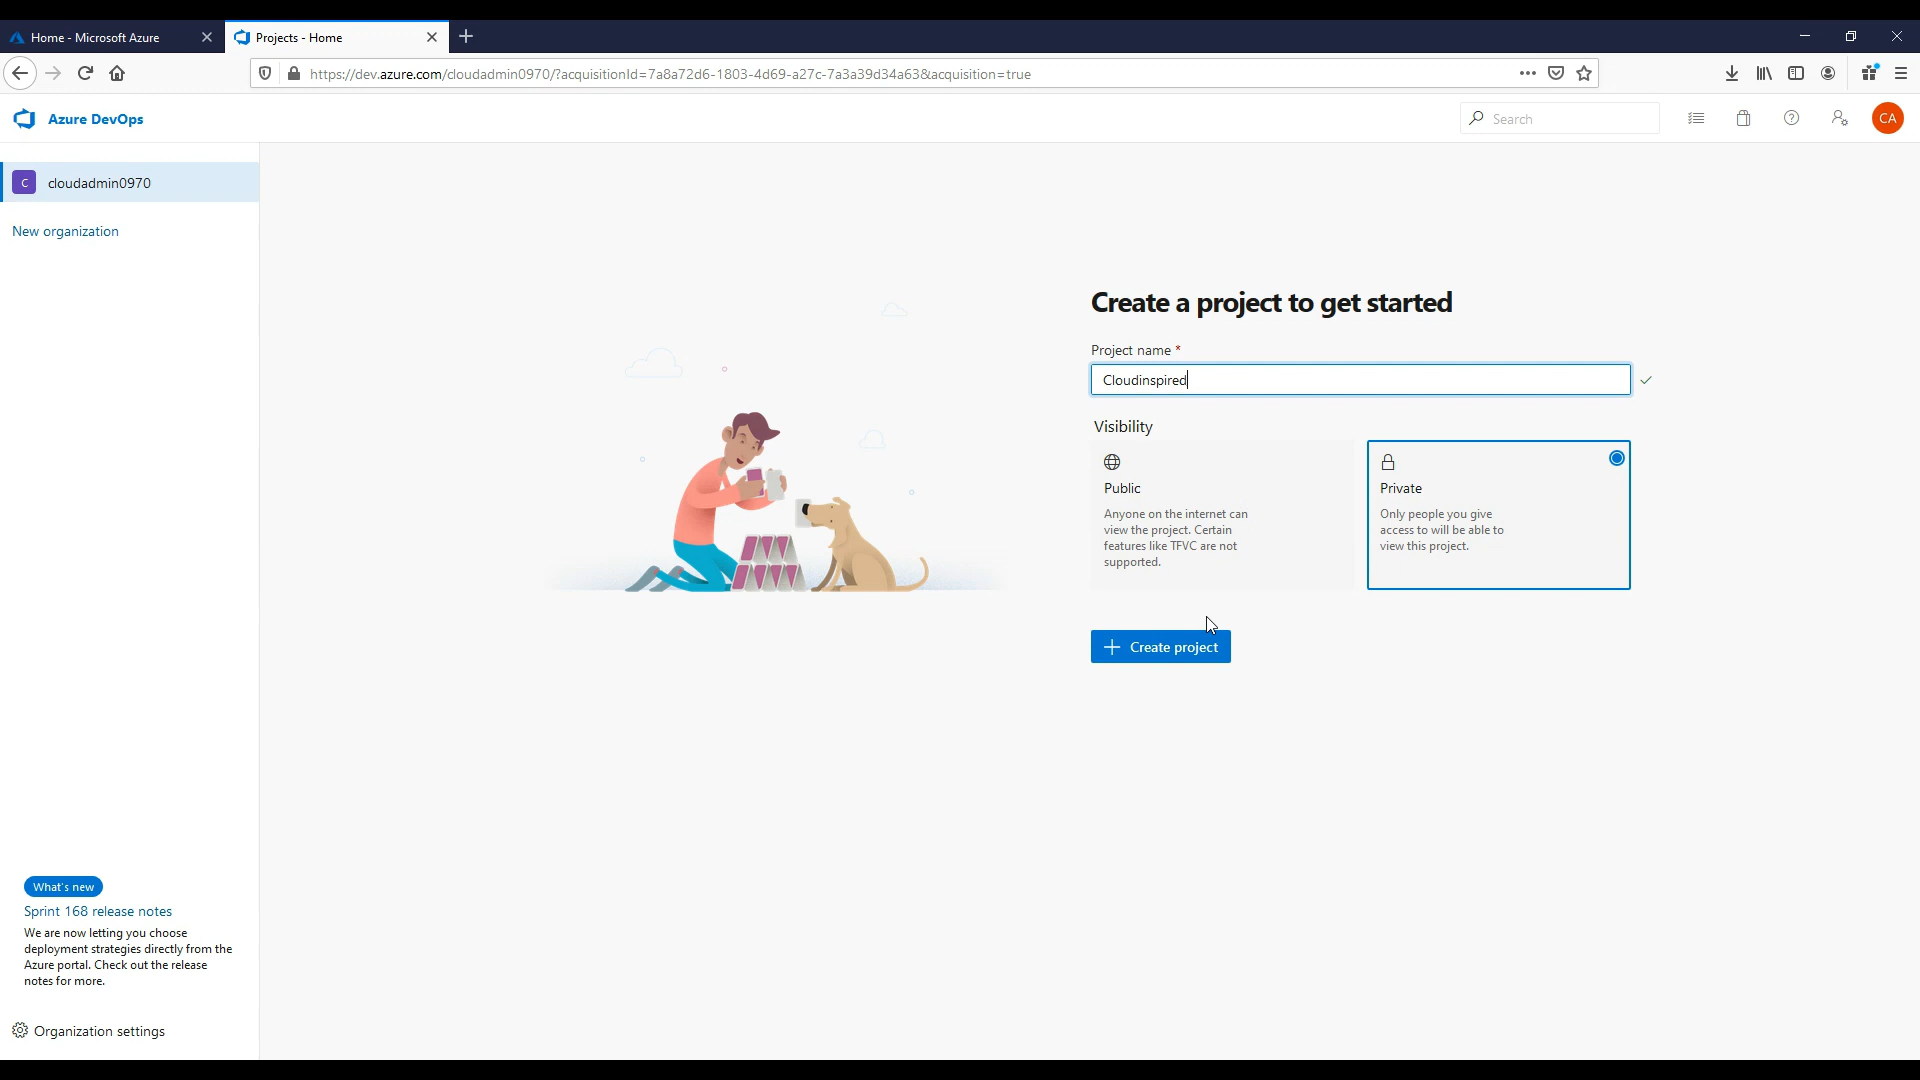 Home - Microsoft Azure
Projects - Home
https://dev.azure.com/cloudadmin0970/?acquisitionId=7a8a72d6-1803-4d69-a27c-7a3a39d34a63&acquisition=true
Azure DevOps
Search
CA
C
cloudadmin0970
New organization
Create a project to get started
Project name *
Cloudinspired
Visibility
Public
Anyone on the internet can
view the project. Certain
features like TFVC are not
supported.
Private
Only people you give
access to will be able to
view this project.
Create project
What's new
Sprint 168 release notes
We are now letting you choose
deployment strategies directly from the
Azure portal. Check out the release
notes for more.
Organization settings